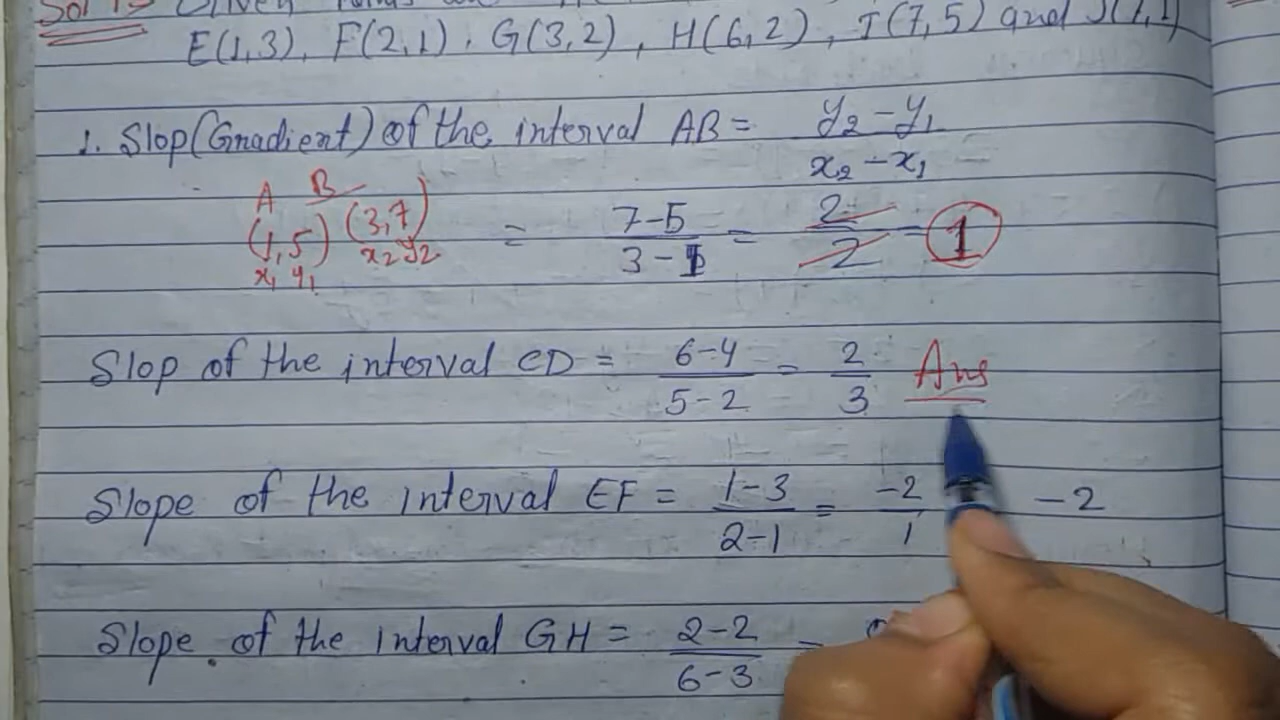 Sol
E(1,3), F(2,1), G(3,2), H(6,2), I(7,5) and J(7,1)
1. Slop(Gradient) of the interval AB = y₂-y₁ / x₂-x₁
A B
(1,5) (3,7)
x₁ y₁ x₂ y₂
= 7-5 / 3-1 = 2 / 2 = 1
Slop of the interval CD = 6-4 / 5-2 = 2 / 3 Ans
Slope of the interval EF = 1-3 / 2-1 = -2 / 1 -2
Slope of the interval GH = 2-2 / 6-3 =